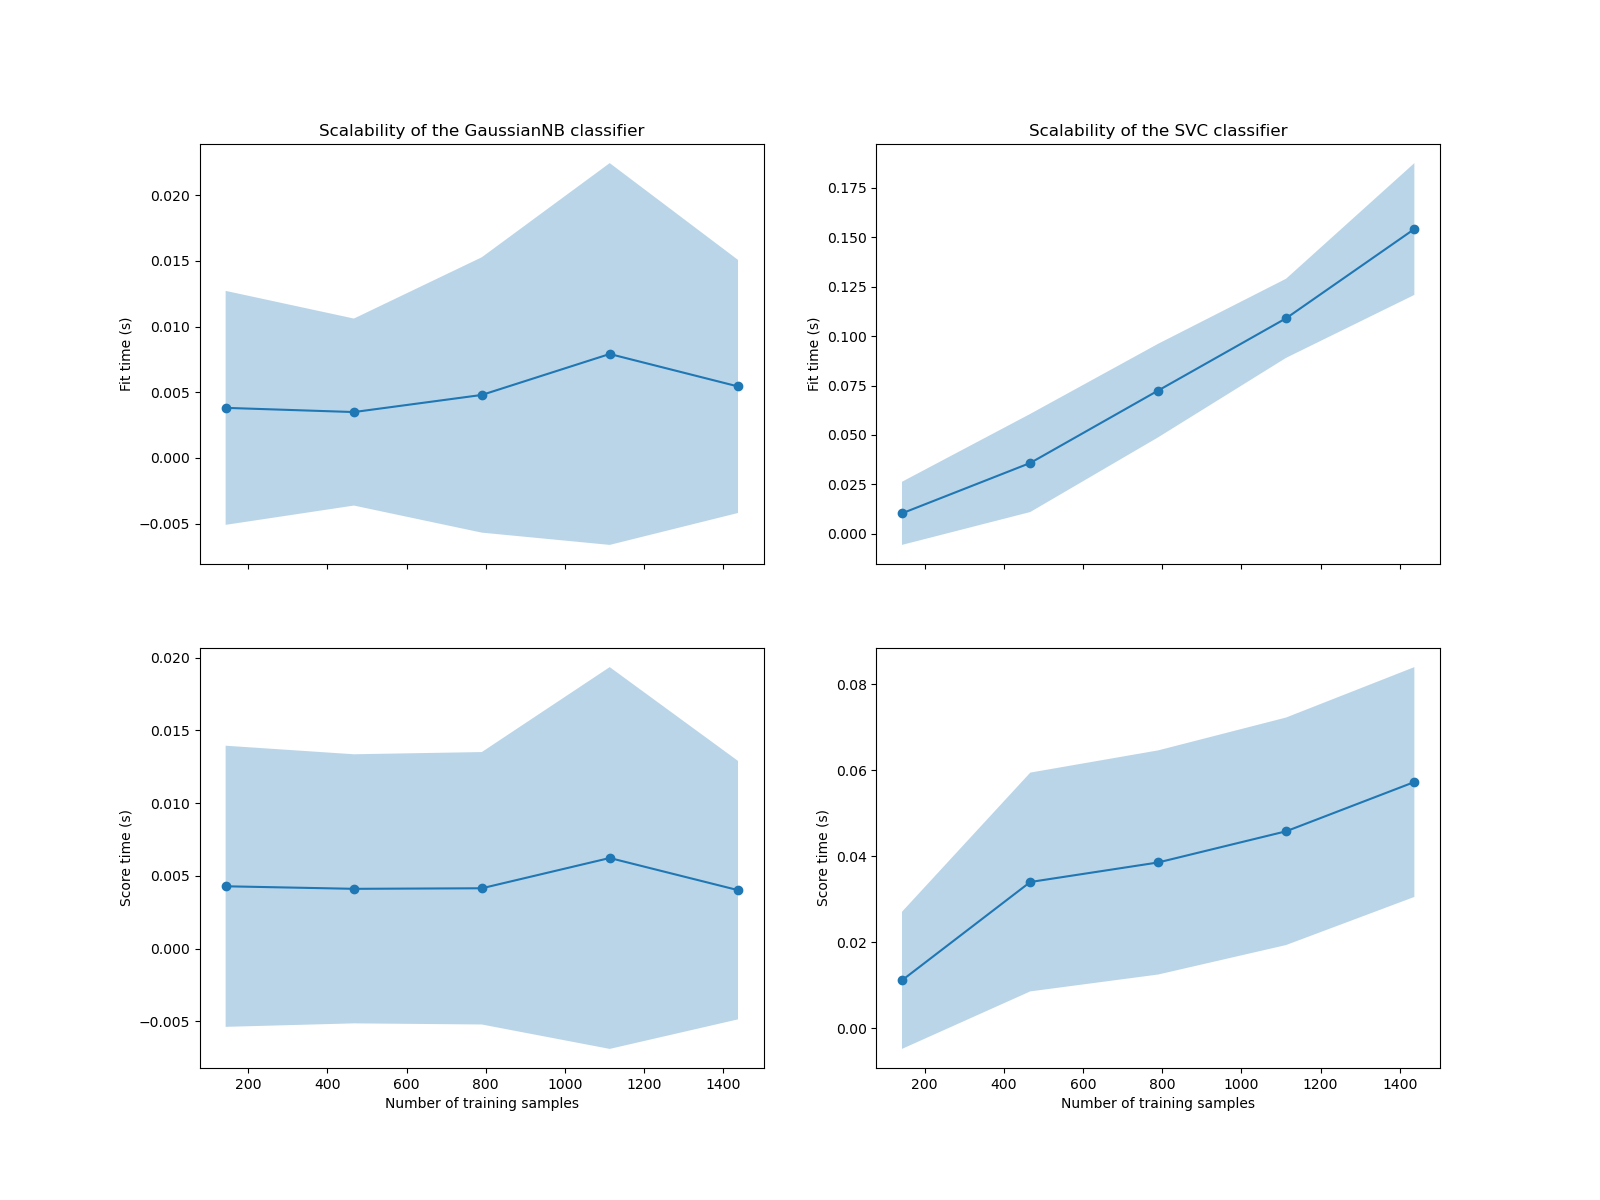 Scalability of the GaussianNB classifier
Fit time (s)
0.020
0.015
0.010
0.005
0.000
−0.005
Scalability of the SVC classifier
Fit time (s)
0.175
0.150
0.125
0.100
0.075
0.050
0.025
0.000
Score time (s)
0.020
0.015
0.010
0.005
0.000
−0.005
200 400 600 800 1000 1200 1400
Number of training samples
Score time (s)
0.08
0.06
0.04
0.02
0.00
200 400 600 800 1000 1200 1400
Number of training samples